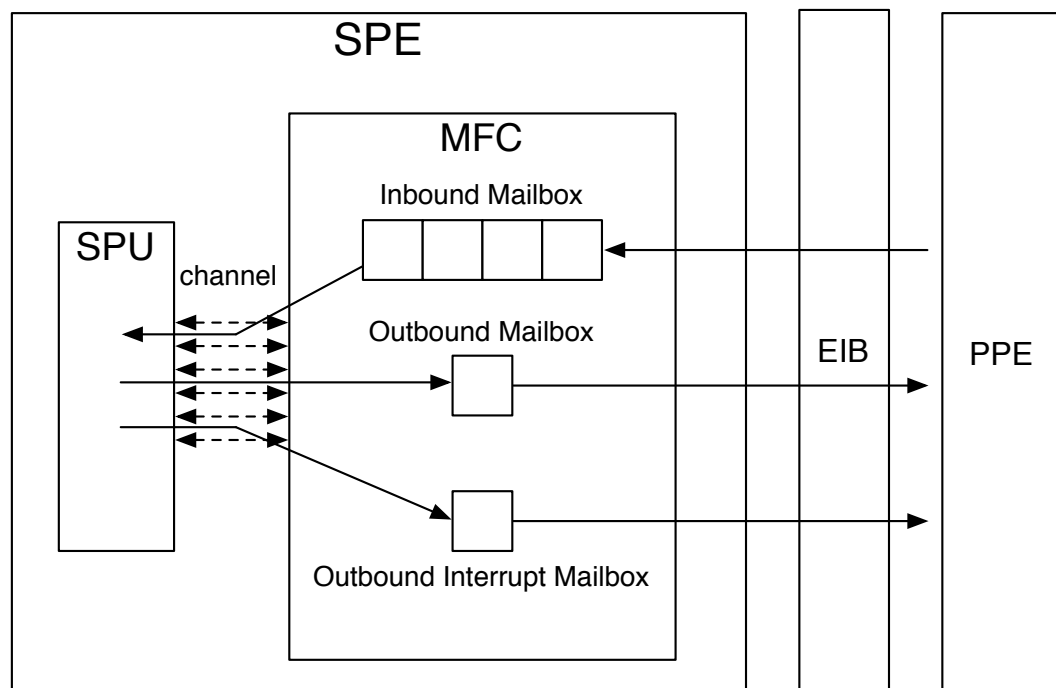 SPE
MFC
Inbound Mailbox
SPU
channel
Outbound Mailbox
EIB
PPE
Outbound Interrupt Mailbox